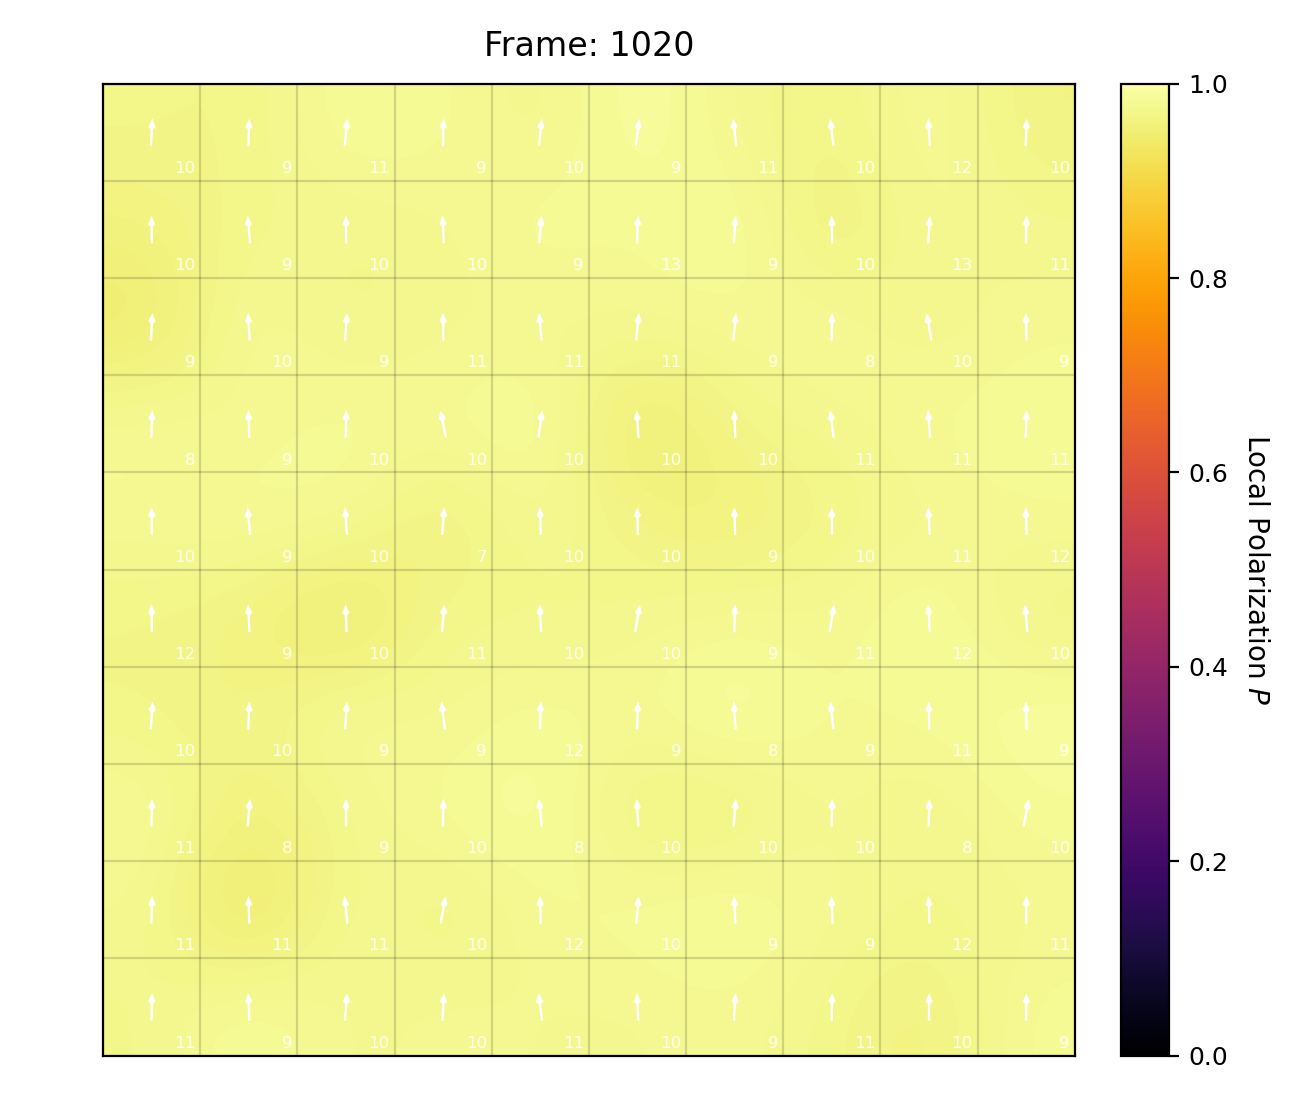 Frame: 1020
10 9 11 9 10 9 11 10 12 10
10 9 10 10 9 13 9 10 13 11
9 10 9 11 11 11 9 8 10 9
8 9 10 10 10 10 10 11 11 11
10 9 10 7 10 10 9 10 11 12
12 9 10 11 10 10 9 11 12 10
10 10 9 9 12 9 8 9 11 9
11 8 9 10 8 10 10 10 8 10
11 11 11 10 12 10 9 9 12 11
11 9 10 10 11 10 9 11 10 9
1.0
0.8
0.6
0.4
0.2
0.0
Local Polarization P